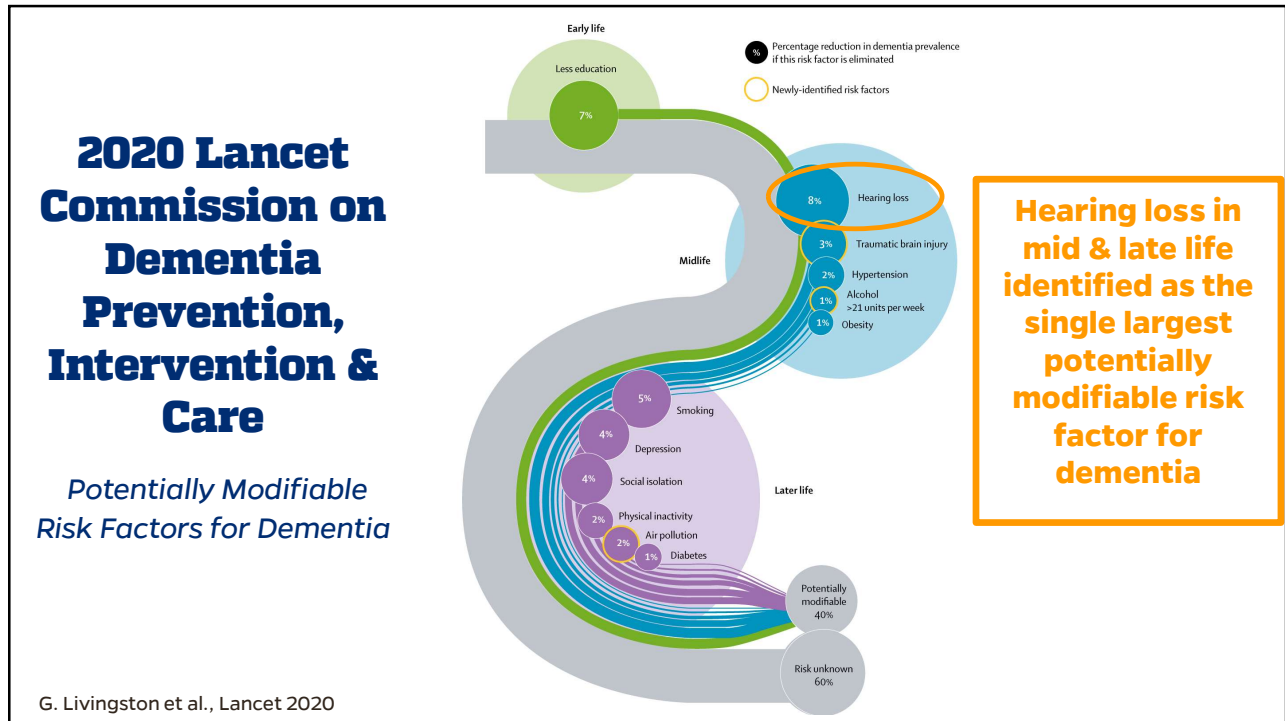 2020 Lancet
Commission on
Dementia
Prevention,
Intervention &
Care
Potentially Modifiable
Risk Factors for Dementia
G. Livingston et al., Lancet 2020
Early life
Less education
7%
% Percentage reduction in dementia prevalence
if this risk factor is eliminated
Newly-identified risk factors
Midlife
8% Hearing loss
3% Traumatic brain injury
2% Hypertension
1% Alcohol
>21 units per week
1% Obesity
5% Smoking
4% Depression
4% Social isolation
Later life
2% Physical inactivity
2% Air pollution
1% Diabetes
Potentially
modifiable
40%
Risk unknown
60%
Hearing loss in
mid & late life
identified as the
single largest
potentially
modifiable risk
factor for
dementia